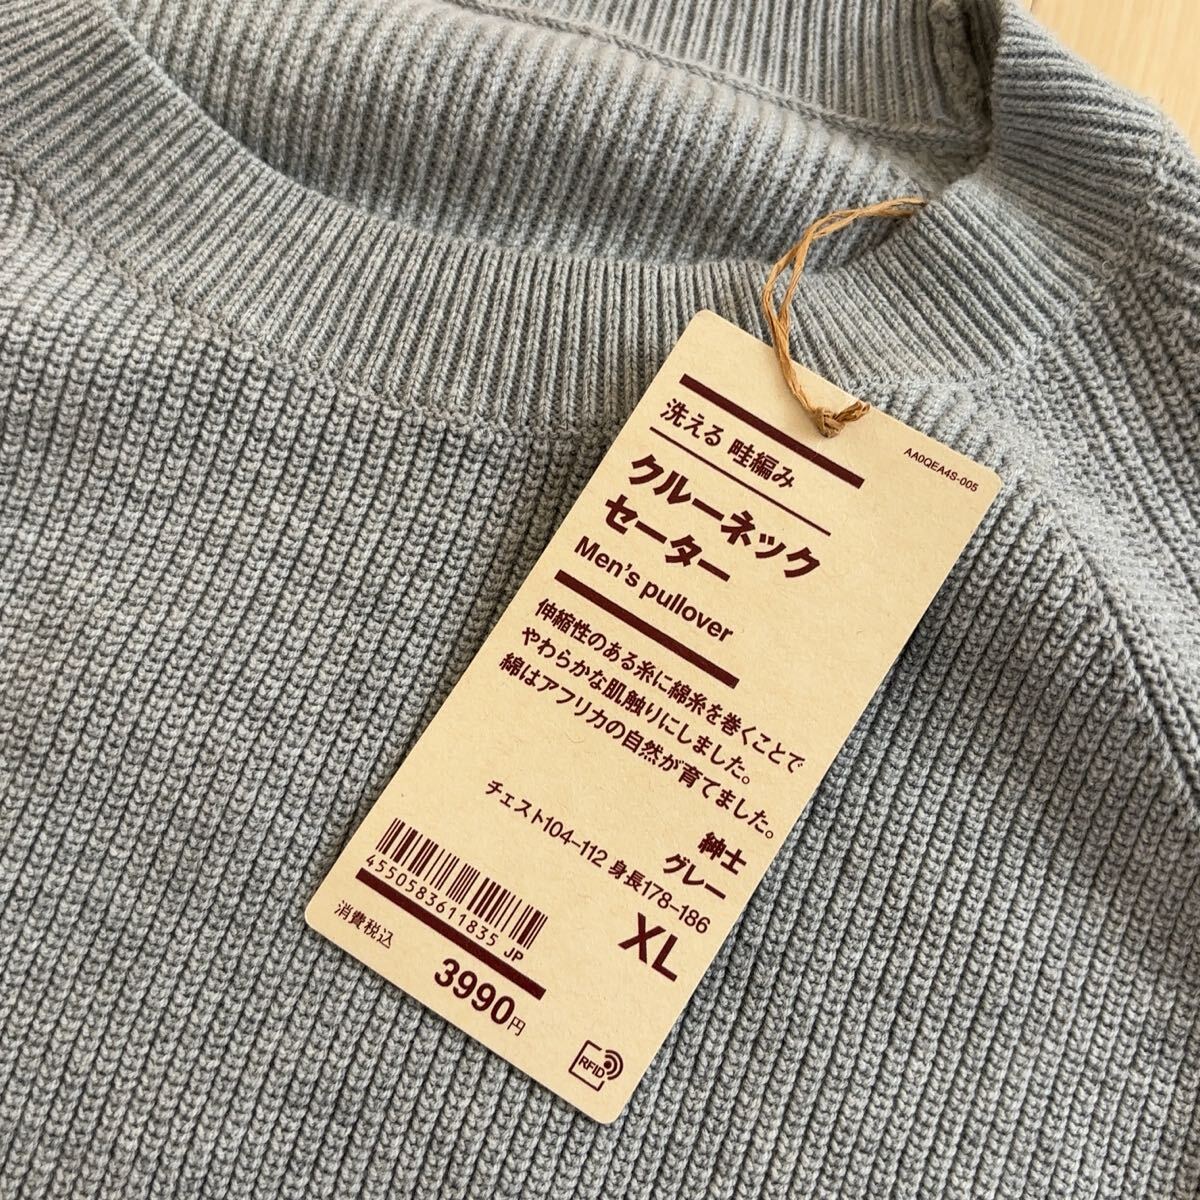 AA0QEA4S-005
洗える 畦編み
クルーネック
セーター
Men's pullover
伸縮性のある糸に綿糸を巻くことで
やわらかな肌触りにしました。
綿はアフリカの自然が育てました。
紳士
グレー
チェスト104–112 身長178–186
XL
4550583611835 JP
消費税込
3990円
RFID